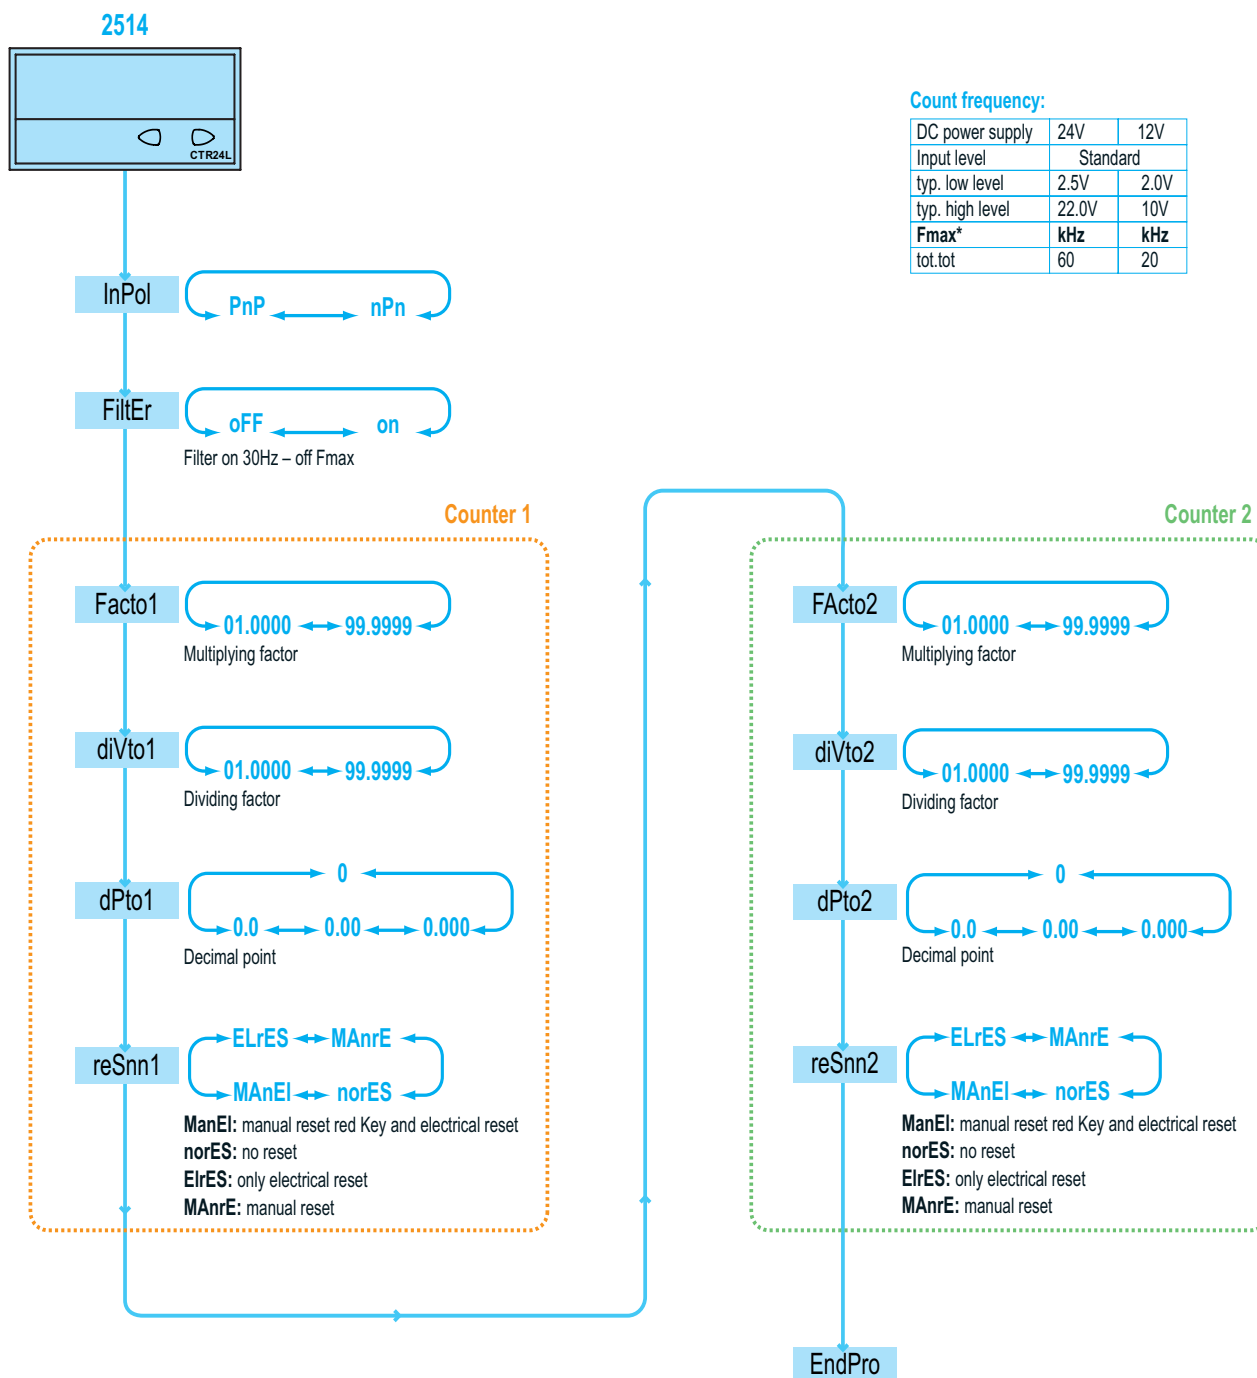 2514
CTR24L
Count frequency:
DC power supply 24V 12V
Input level Standard
typ. low level 2.5V 2.0V
typ. high level 22.0V 10V
Fmax* kHz kHz
tot.tot 60 20
InPol
PnP nPn
FiltEr
oFF on
Filter on 30Hz – off Fmax
Counter 1
Facto1
01.0000 99.9999
Multiplying factor
diVto1
01.0000 99.9999
Dividing factor
dPto1
0
0.0 0.00 0.000
Decimal point
reSnn1
ELrES MAnrE
MAnEl norES
ManEl: manual reset red Key and electrical reset
norES: no reset
ElrES: only electrical reset
MAnrE: manual reset
Counter 2
FActo2
01.0000 99.9999
Multiplying factor
diVto2
01.0000 99.9999
Dividing factor
dPto2
0
0.0 0.00 0.000
Decimal point
reSnn2
ELrES MAnrE
MAnEl norES
ManEl: manual reset red Key and electrical reset
norES: no reset
ElrES: only electrical reset
MAnrE: manual reset
EndPro